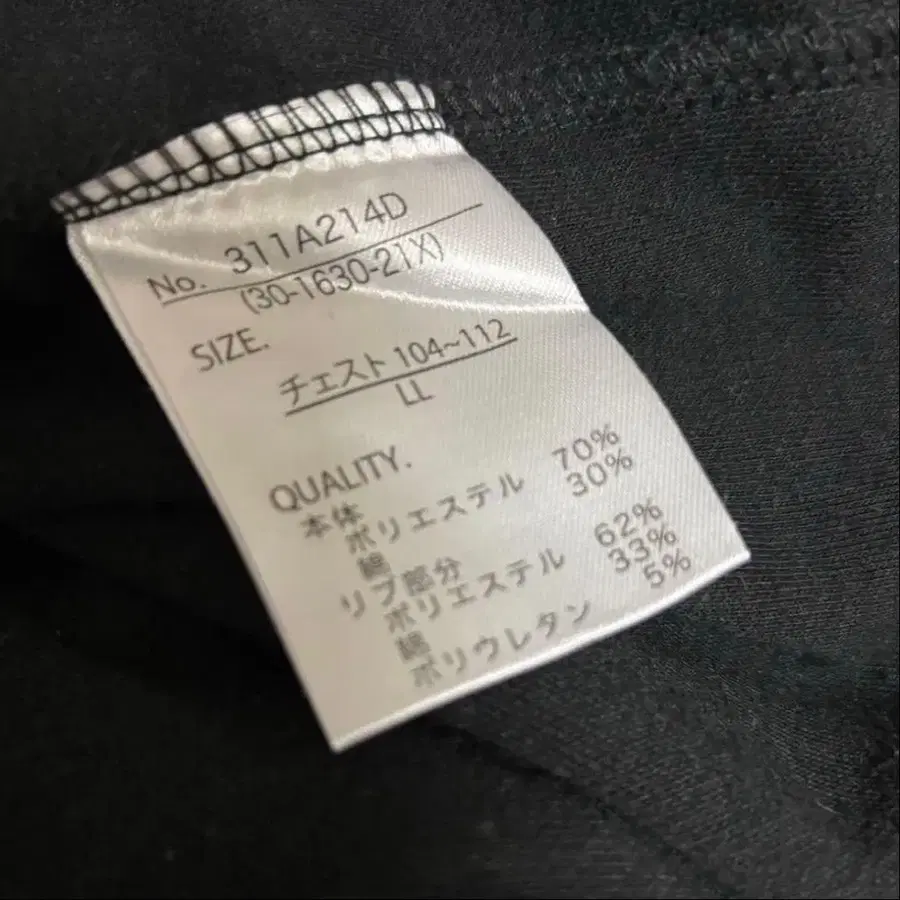 No. 311A214D
(30-1630-21X)
SIZE.
チェスト 104~112
LL
QUALITY.
本体
ポリエステル 70%
綿 30%
リブ部分
ポリエステル 62%
綿 33%
ポリウレタン 5%